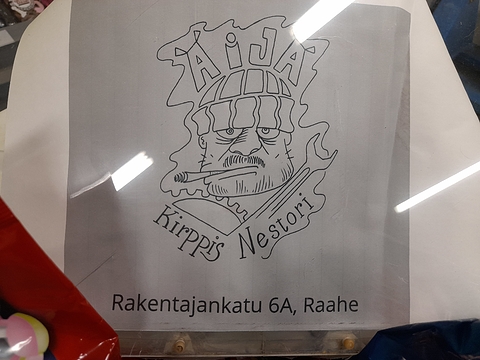 ÄIJÄ
Kirppis Nestori
Rakentajankatu 6A, Raahe